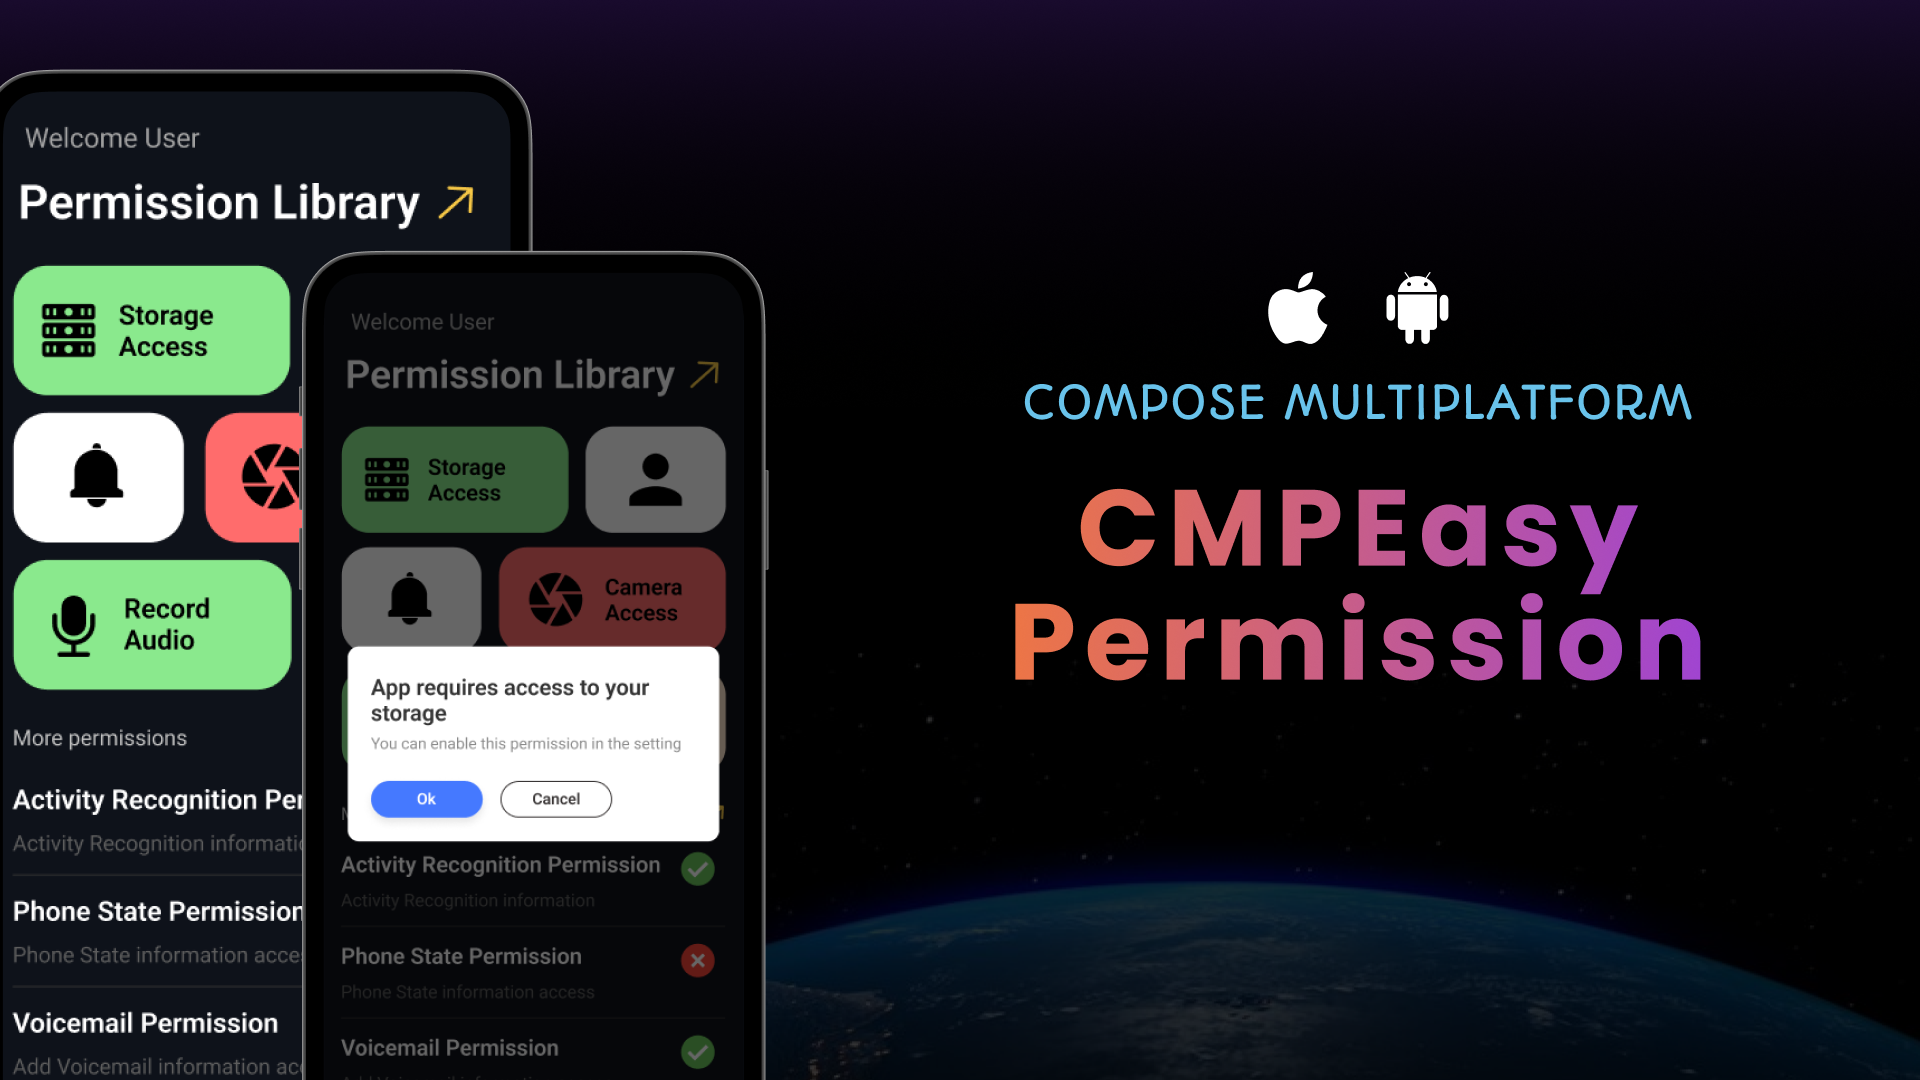 Welcome User
Permission Library
Storage
Access
Record
Audio
More permissions
Activity Recognition Per
Activity Recognition informati
Phone State Permission
Phone State information acce
Voicemail Permission
Add Voicemail information ac
Welcome User
Permission Library
Storage
Access
Camera
Access
App requires access to your
storage
You can enable this permission in the setting
Ok
Cancel
Activity Recognition Permission
Activity Recognition information
Phone State Permission
Phone State information access
Voicemail Permission
COMPOSE MULTIPLATFORM
CMPEasy
Permission